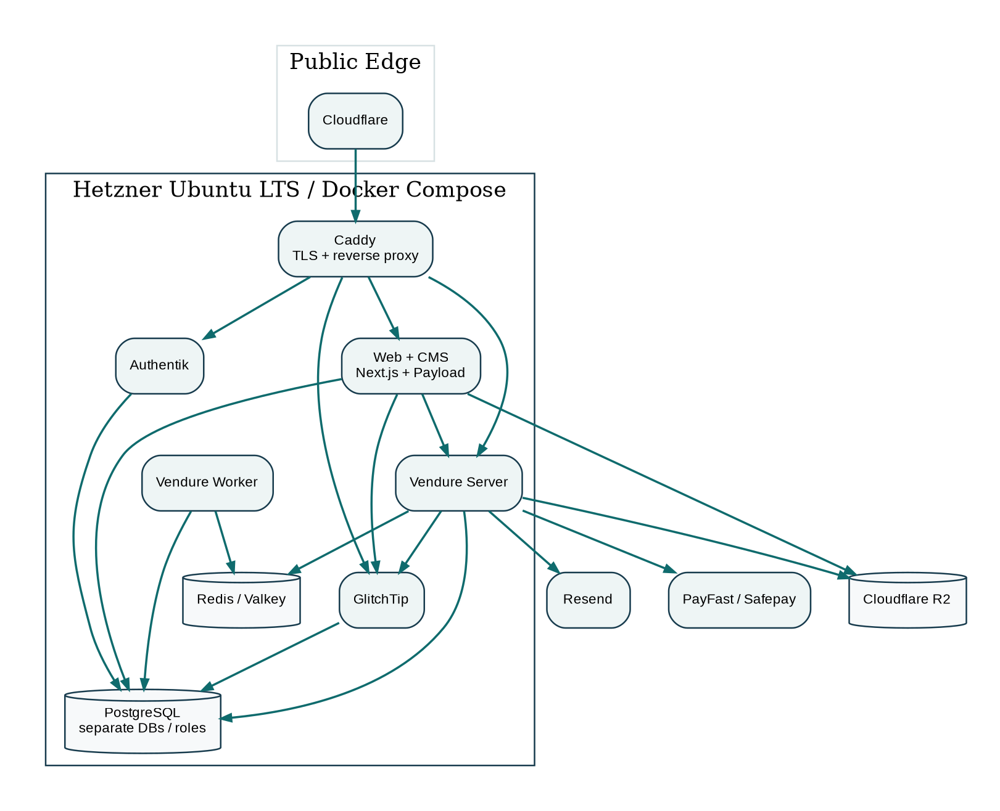 Public Edge
Cloudflare
Hetzner Ubuntu LTS / Docker Compose
Caddy
TLS + reverse proxy
Authentik
Web + CMS
Next.js + Payload
Vendure Worker
Vendure Server
Redis / Valkey
GlitchTip
Resend
PayFast / Safepay
Cloudflare R2
PostgreSQL
separate DBs / roles